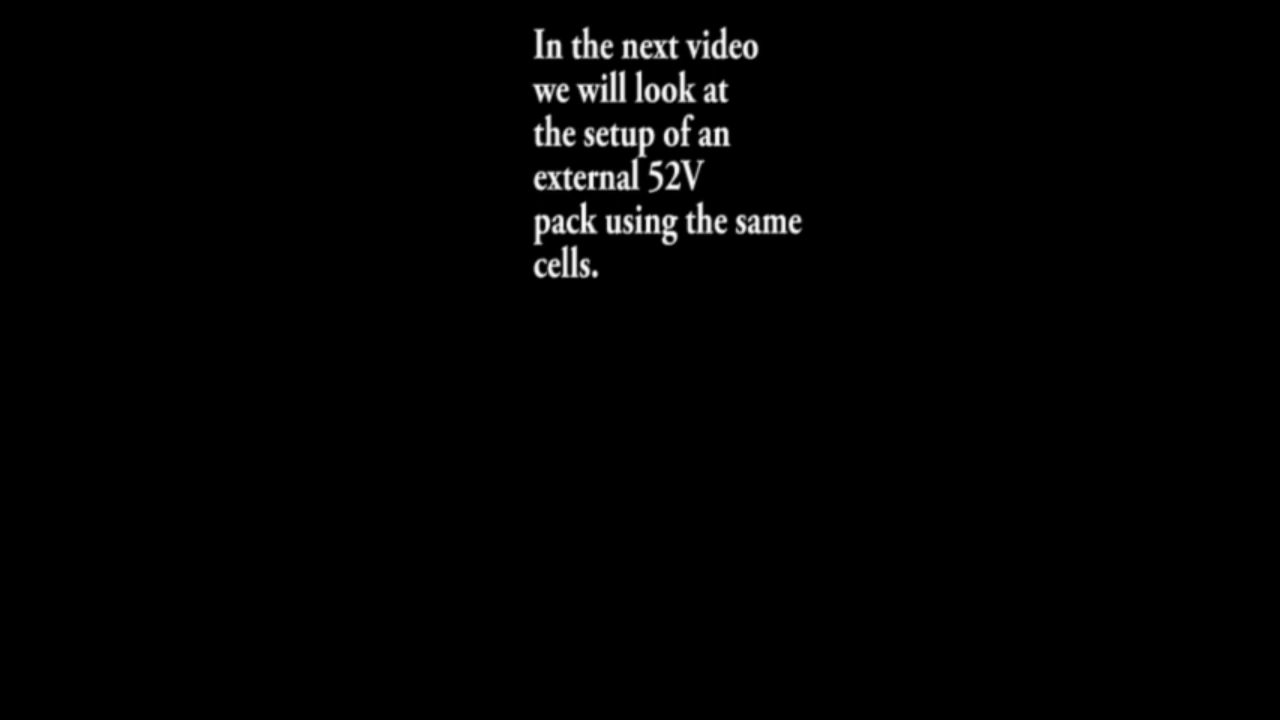 In the next video
we will look at
the setup of an
external 52V
pack using the same
cells.